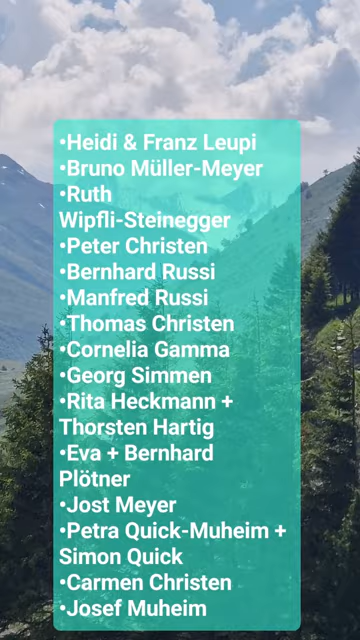 •Heidi & Franz Leupi
•Bruno Müller-Meyer
•Ruth
Wipfli-Steinegger
•Peter Christen
•Bernhard Russi
•Manfred Russi
•Thomas Christen
•Cornelia Gamma
•Georg Simmen
•Rita Heckmann +
Thorsten Hartig
•Eva + Bernhard
Plötner
•Jost Meyer
•Petra Quick-Muheim +
Simon Quick
•Carmen Christen
•Josef Muheim